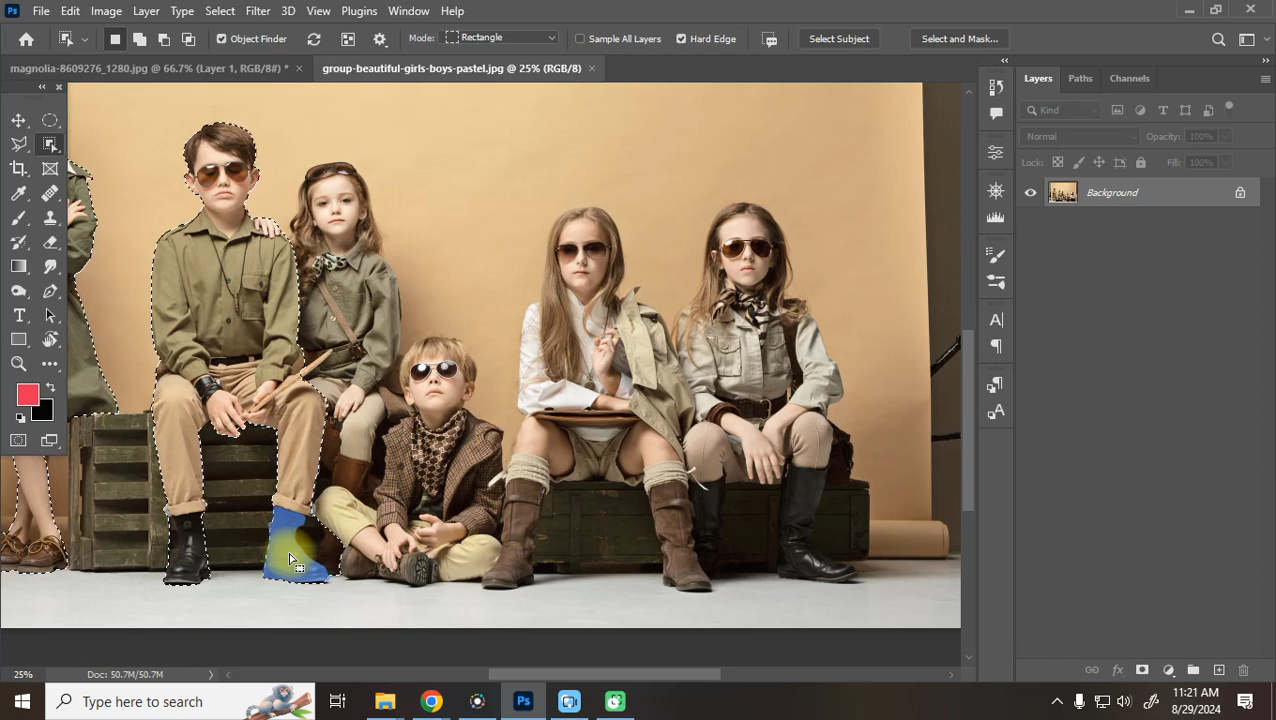 Ps File Edit Image Layer Type Select Filter 3D View Plugins Window Help
Object Finder Mode: Rectangle Sample All Layers Hard Edge Select Subject Select and Mask...
magnolia-8609276_1280.jpg @ 66.7% (Layer 1, RGB/8#) * × group-beautiful-girls-boys-pastel.jpg @ 25% (RGB/8) ×
Layers Paths Channels
Kind
Normal Opacity: 100%
Lock: Fill: 100%
Background
25% Doc: 50.7M/50.7M
Type here to search
Ps
11:21 AM
8/29/2024